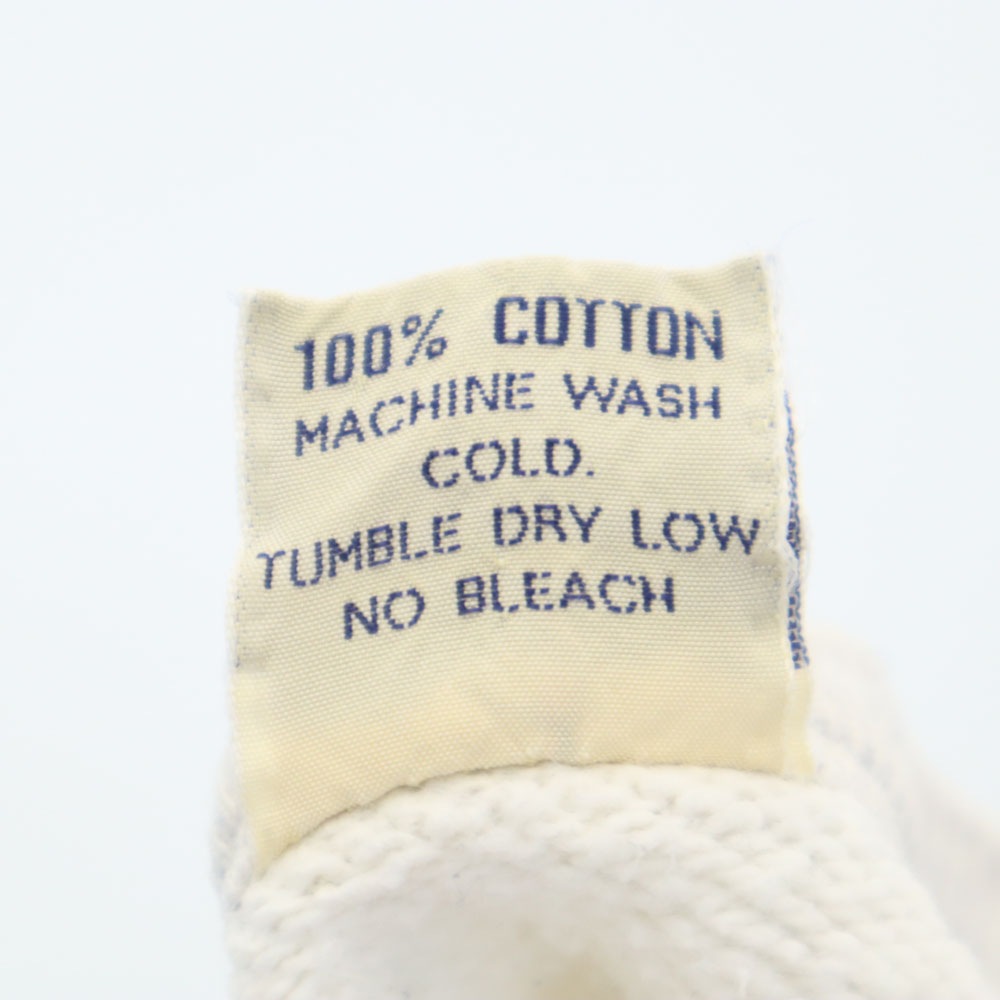 100% COTTON
MACHINE WASH
COLD.
TUMBLE DRY LOW
NO BLEACH